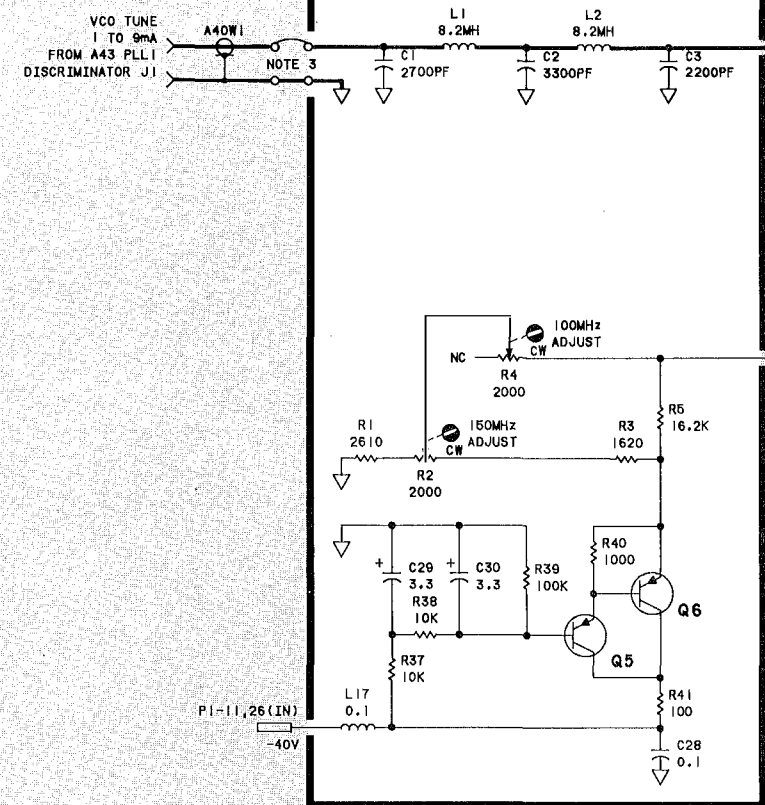 VCO TUNE
1 TO 9mA
FROM A43 PLL1
DISCRIMINATOR J1
A40W1
NOTE 3
C1
2700PF
L1
8.2MH
C2
3300PF
L2
8.2MH
C3
2200PF
NC
R4
2000
CW
100MHz
ADJUST
R5
16.2K
R1
2610
R2
2000
CW
150MHz
ADJUST
R3
1620
+
C29
3.3
+
C30
3.3
R38
10K
R39
100K
R40
1000
Q6
Q5
R37
10K
R41
100
P1-11,26(IN)
-40V
L17
0.1
C28
0.1